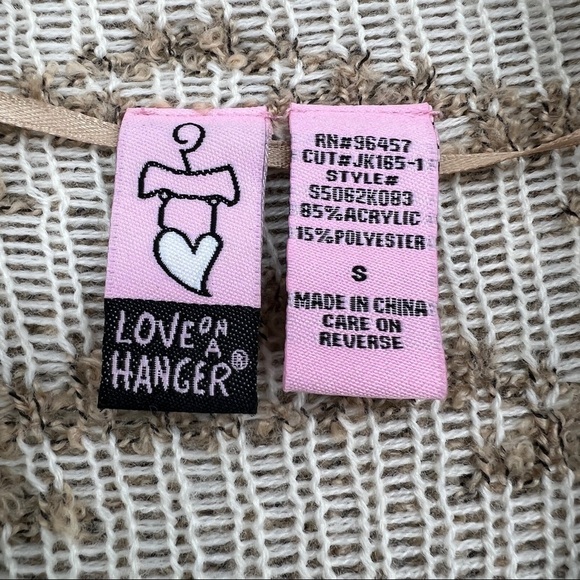 LOVE ON A
HANGER®
RN#96457
CUT#JK165-1
STYLE#
S5062K083
85%ACRYLIC
15%POLYESTER
S
MADE IN CHINA
CARE ON
REVERSE